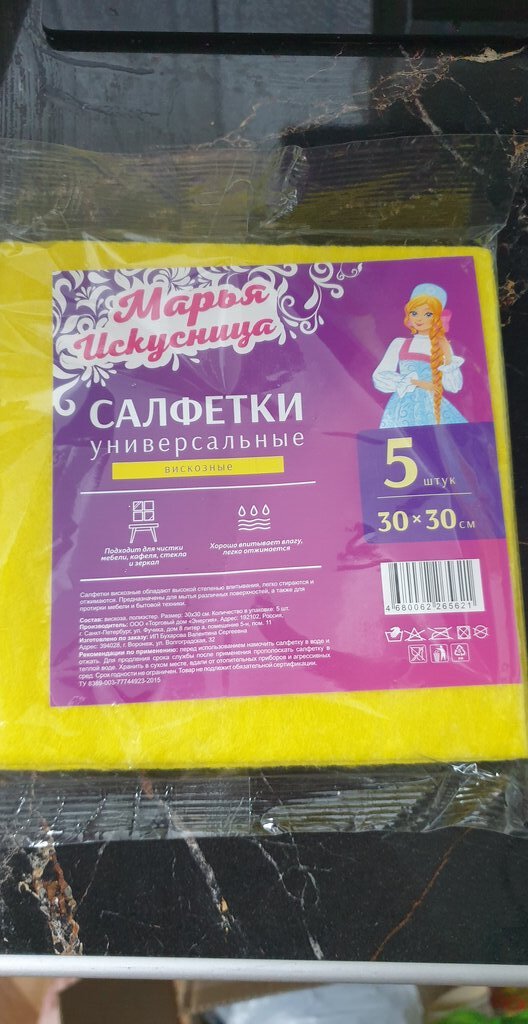 Марья
Искусница
САЛФЕТКИ
универсальные
вискозные
5 штук
30×30 см
Подходит для чистки
мебели, кафеля, стекла
и зеркал
Хорошо впитывает влагу,
легко отжимается
Салфетки вискозные обладают высокой степенью впитывания, легко стираются и
отжимаются. Предназначены для мытья различных поверхностей, а также для
протирки мебели и бытовой техники.
Состав: вискоза, полиэстер. Размер: 30х30 см. Количество в упаковке: 5 шт.
Производитель: ООО «Торговый дом «Энергия». Адрес: 192102, Россия,
г. Санкт-Петербург, ул. Фучика, дом 8 литер а, помещение 5-н, пом. 11
Изготовлено по заказу: ИП Бухарова Валентина Сергеевна
Адрес: 394028, г. Воронеж, ул. Волгоградская, 32
Рекомендации по применению: перед использованием намочить салфетку в воде и
отжать. Для продления срока службы после применения прополоскать салфетку в
теплой воде. Хранить в сухом месте, вдали от отопительных приборов и агрессивных
сред. Срок годности не ограничен. Товар не подлежит обязательной сертификации.
ТУ 8389-003-77744923-2015
4 680062 265621